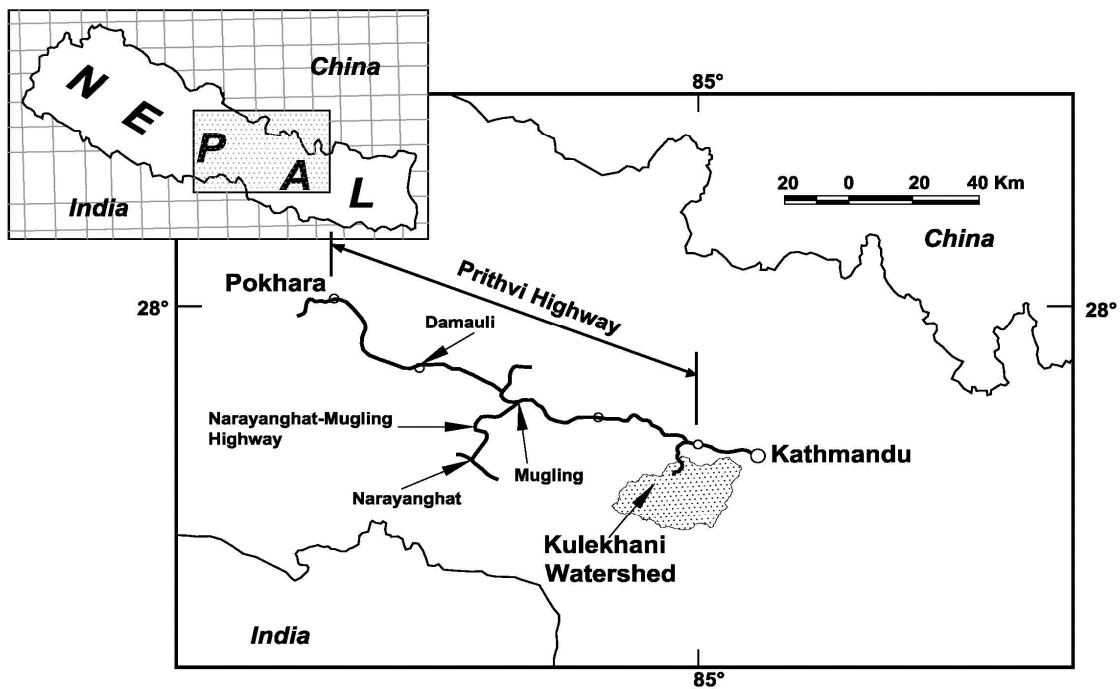 N E P A L
China
India
85°
20 0 20 40 Km
China
Prithvi Highway
Pokhara
28°
28°
Damauli
Narayanghat-Mugling
Highway
Mugling
Kathmandu
Narayanghat
Kulekhani
Watershed
India
85°